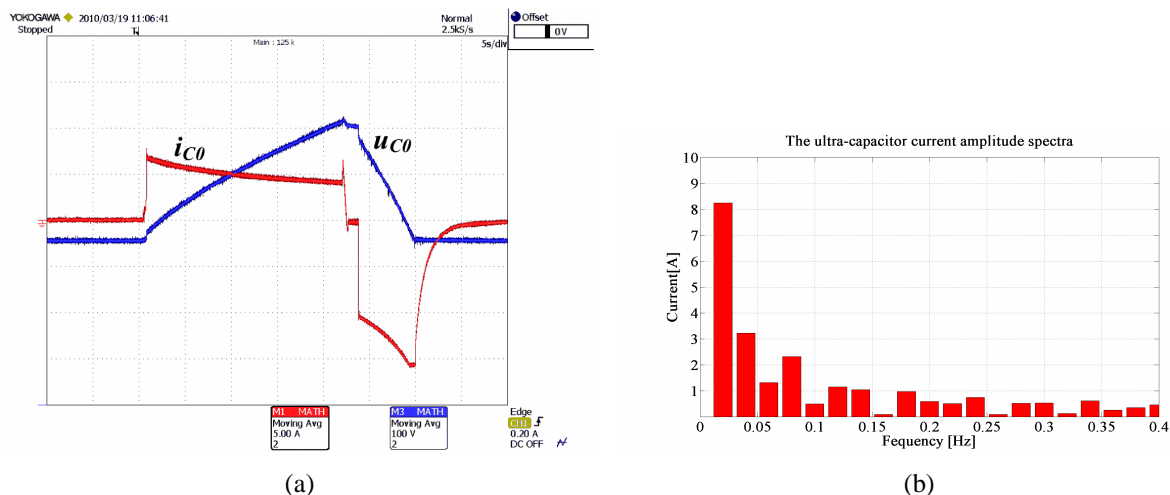 YOKOGAWA 2010/03/19 11:06:41
Stopped
Normal
2.5kS/s
Offset
0V
Main : 125 k
5s/div
iC0
uC0
M1 MATH
Moving Avg
5.00 A
2
M3 MATH
Moving Avg
100 V
2
Edge
CH1
0.20 A
DC OFF
(a)
The ultra-capacitor current amplitude spectra
Current[A]
10
9
8
7
6
5
4
3
2
1
0 0.05 0.1 0.15 0.2 0.25 0.3 0.35 0.4
Fequency [Hz]
(b)